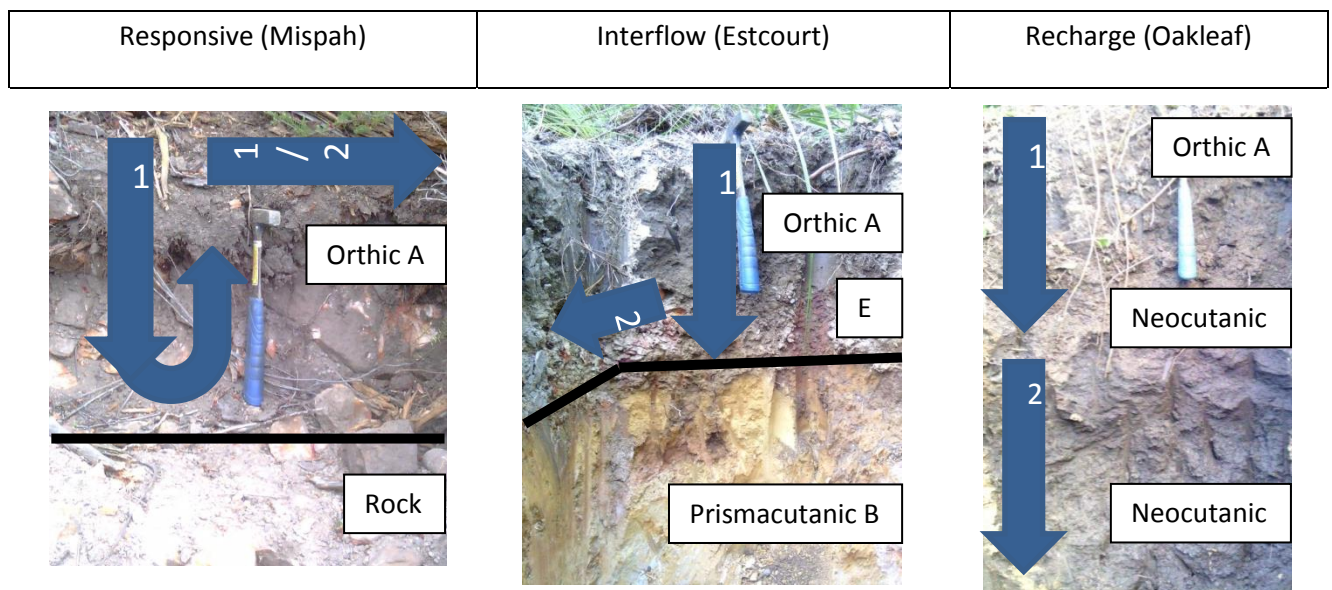 Responsive (Mispah)
Interflow (Estcourt)
Recharge (Oakleaf)
1
1 / 2
Orthic A
Rock
1
2
Orthic A
E
Prismacutanic B
1
Orthic A
Neocutanic
2
Neocutanic